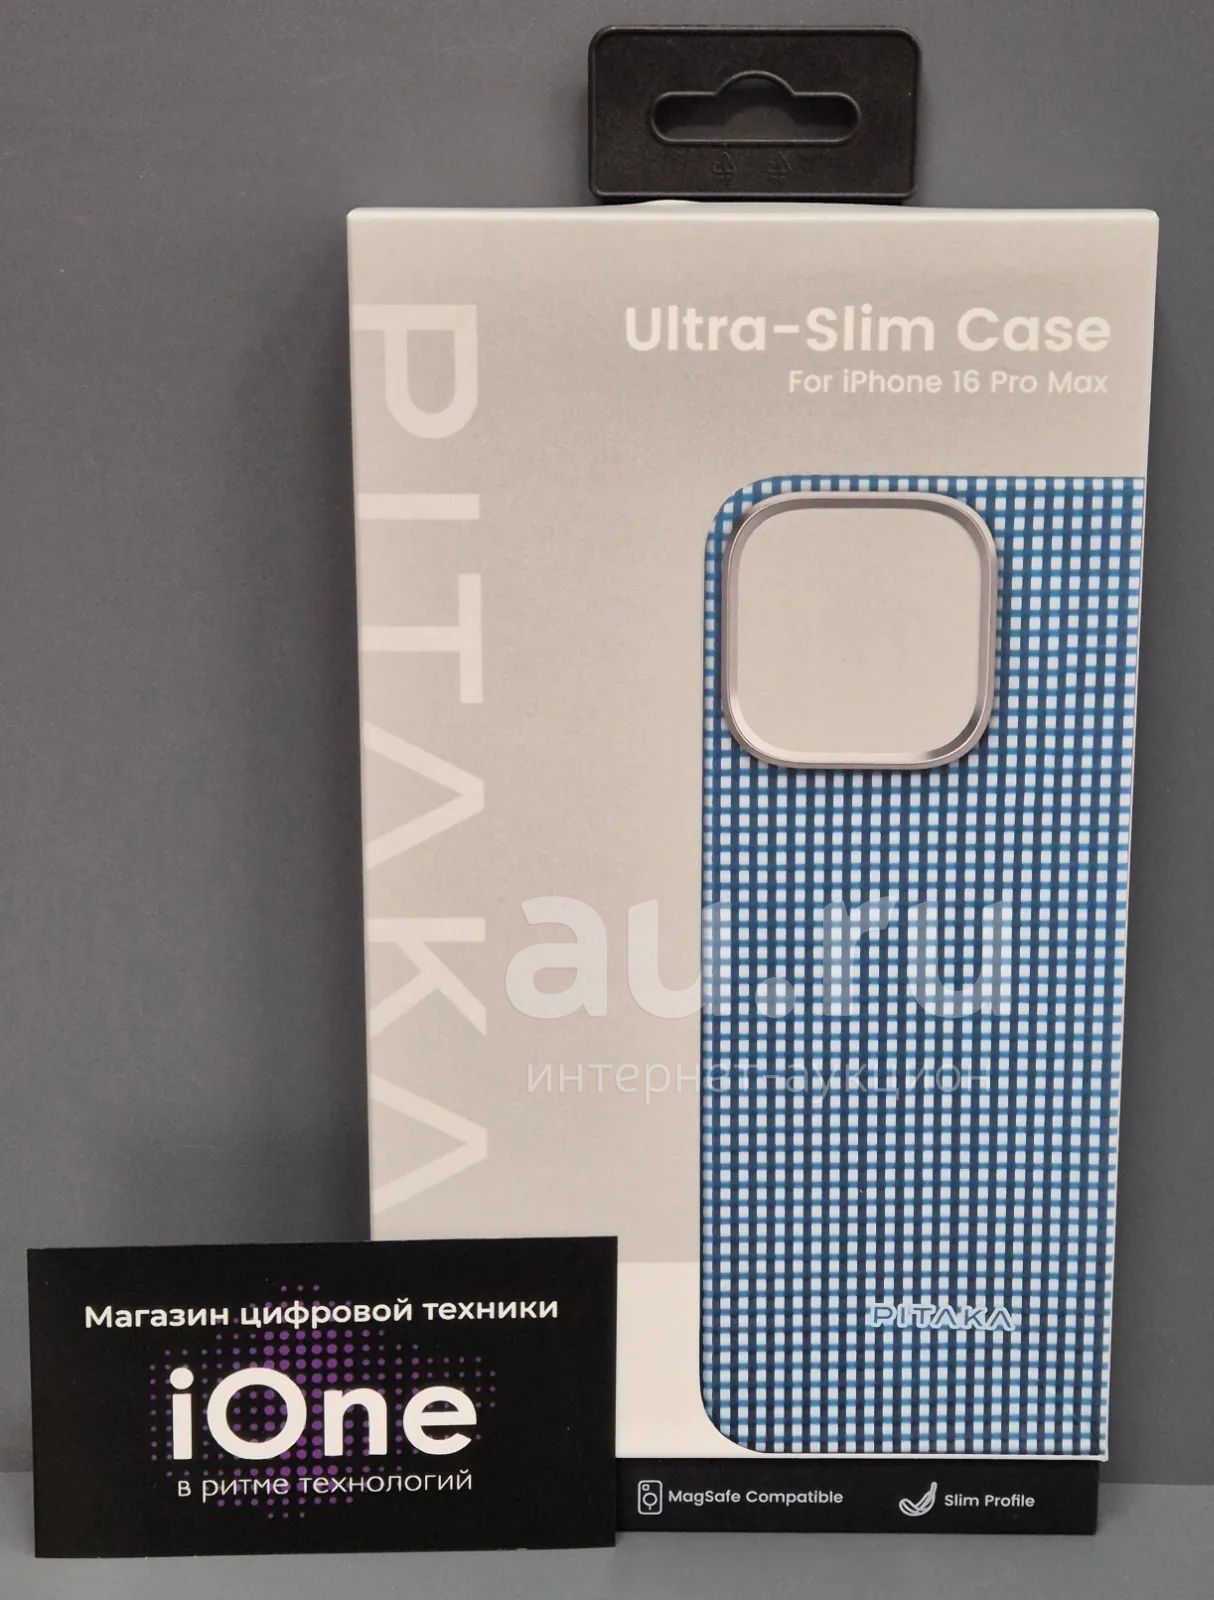 Ultra-Slim Case
For iPhone 16 Pro Max
PITAKA
au.ru
интернет-аукцион
PITAKA
Магазин цифровой техники
iOne
в ритме технологий
MagSafe Compatible
Slim Profile